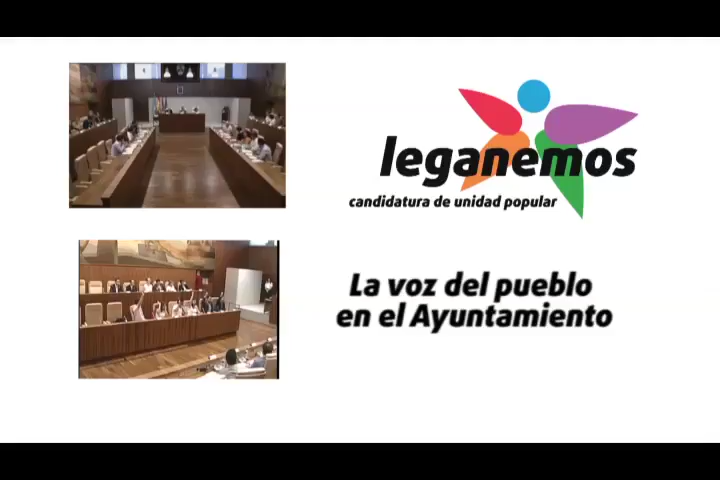 leganemos
candidatura de unidad popular
La voz del pueblo
en el Ayuntamiento